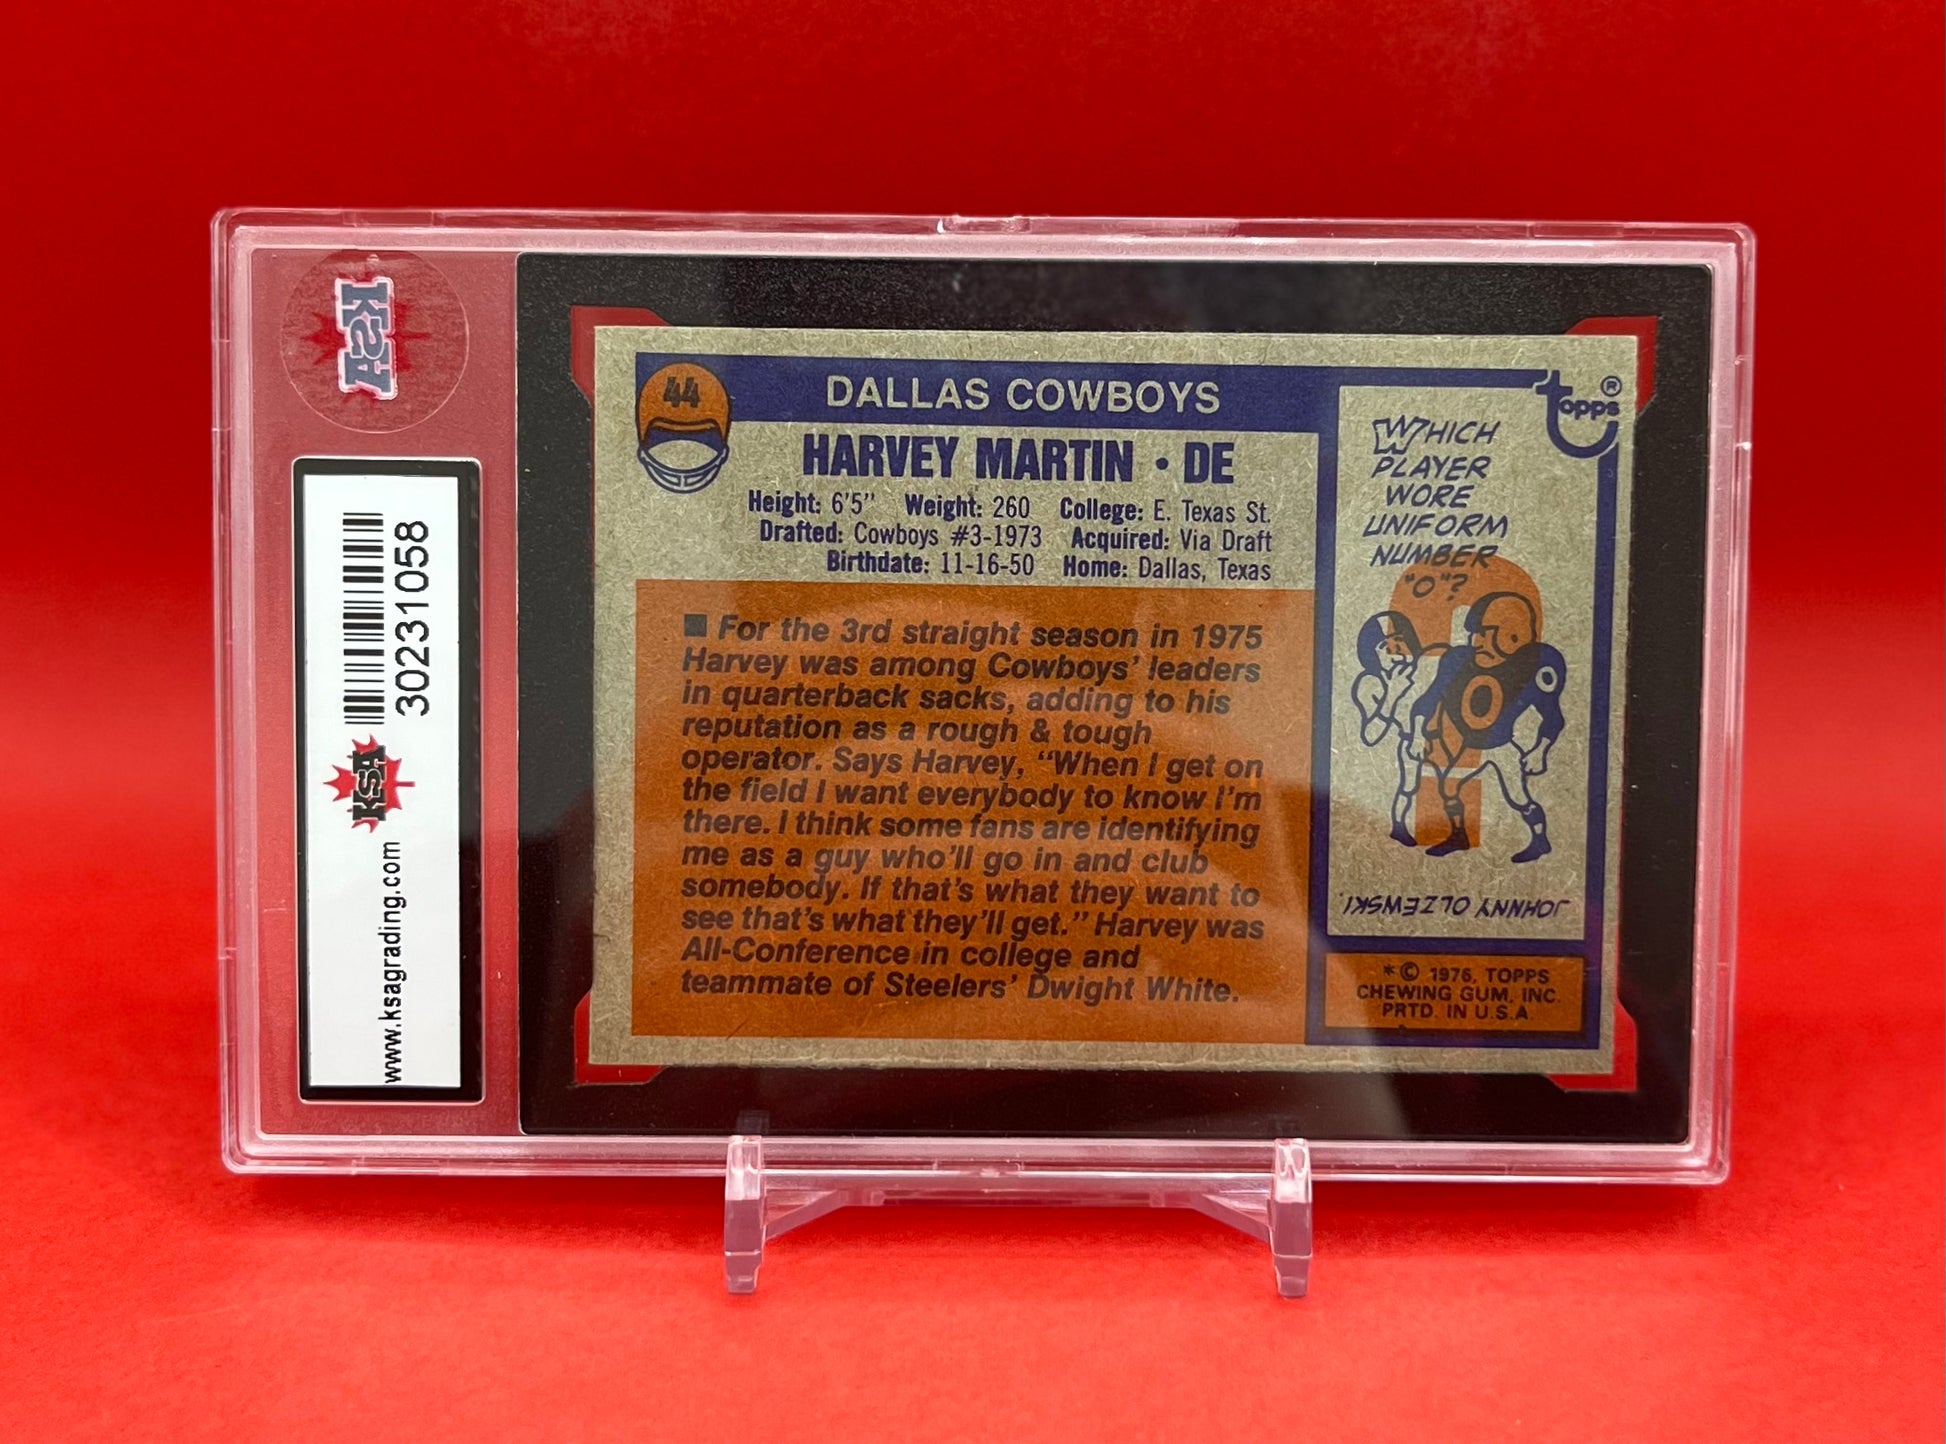 KSA
30231058
KSA
www.ksagrading.com
44
DALLAS COWBOYS
HARVEY MARTIN • DE
Height: 6'5" Weight: 260 College: E. Texas St.
Drafted: Cowboys #3-1973 Acquired: Via Draft
Birthdate: 11-16-50 Home: Dallas, Texas
■ For the 3rd straight season in 1975
Harvey was among Cowboys' leaders
in quarterback sacks, adding to his
reputation as a rough & tough
operator. Says Harvey, "When I get on
the field I want everybody to know I'm
there. I think some fans are identifying
me as a guy who'll go in and club
somebody. If that's what they want to
see that's what they'll get." Harvey was
All-Conference in college and
teammate of Steelers' Dwight White.
topps®
WHICH
PLAYER
WORE
UNIFORM
NUMBER
"0"?
0
0
JOHNNY OLZEWSKI.
*© 1976, TOPPS
CHEWING GUM, INC.
PRTD. IN U.S.A.